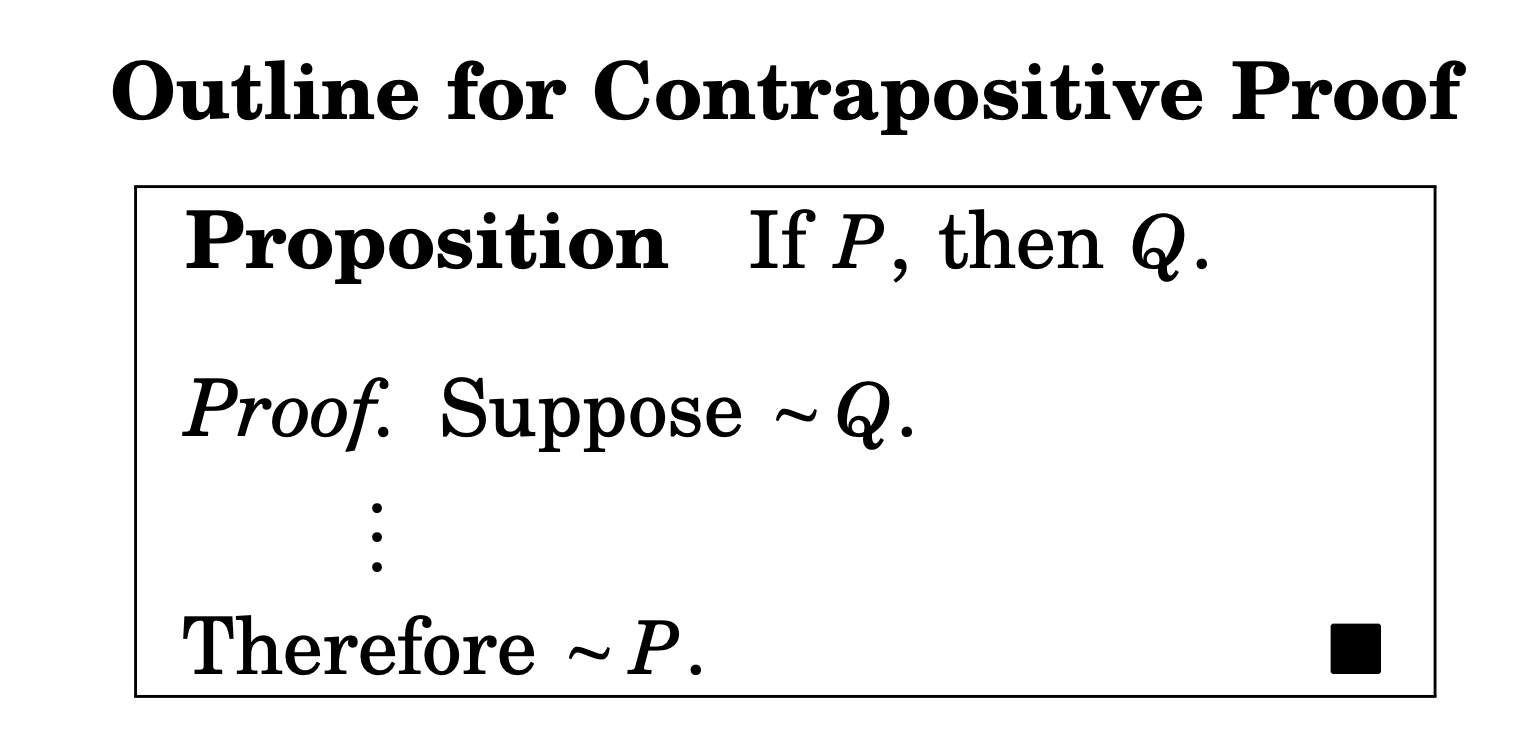 Outline for Contrapositive Proof
Proposition If P, then Q.
Proof. Suppose ~Q.
⋮
Therefore ~P. ■